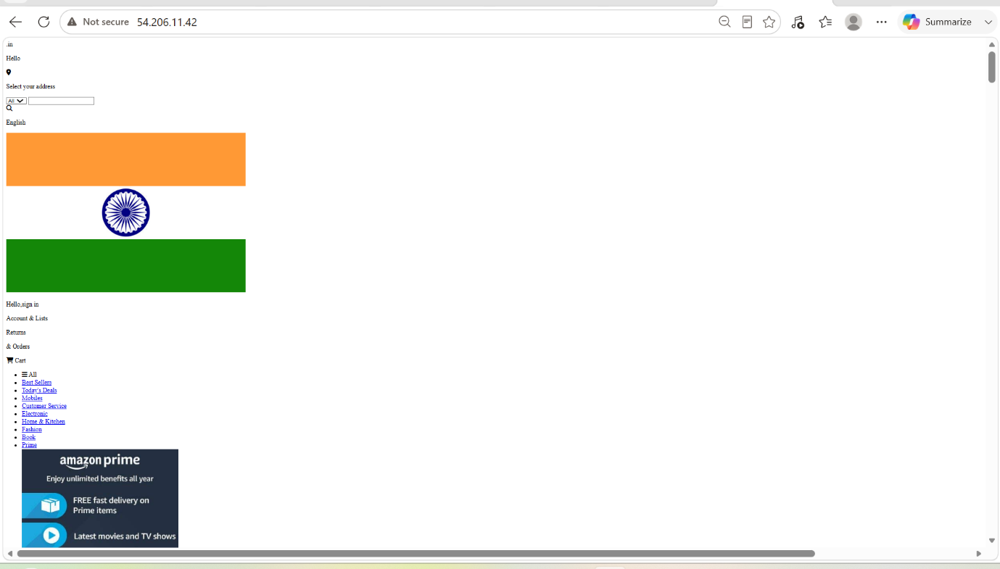 Not secure 54.206.11.42 Summarize
.in
Hello
Select your address
All
English
Hello,sign in
Account & Lists
Returns
& Orders
Cart
All
Best Sellers
Today's Deals
Mobiles
Customer Service
Electronic
Home & Kitchen
Fashion
Book
Prime
amazon prime
Enjoy unlimited benefits all year
FREE fast delivery on
Prime items
Latest movies and TV shows